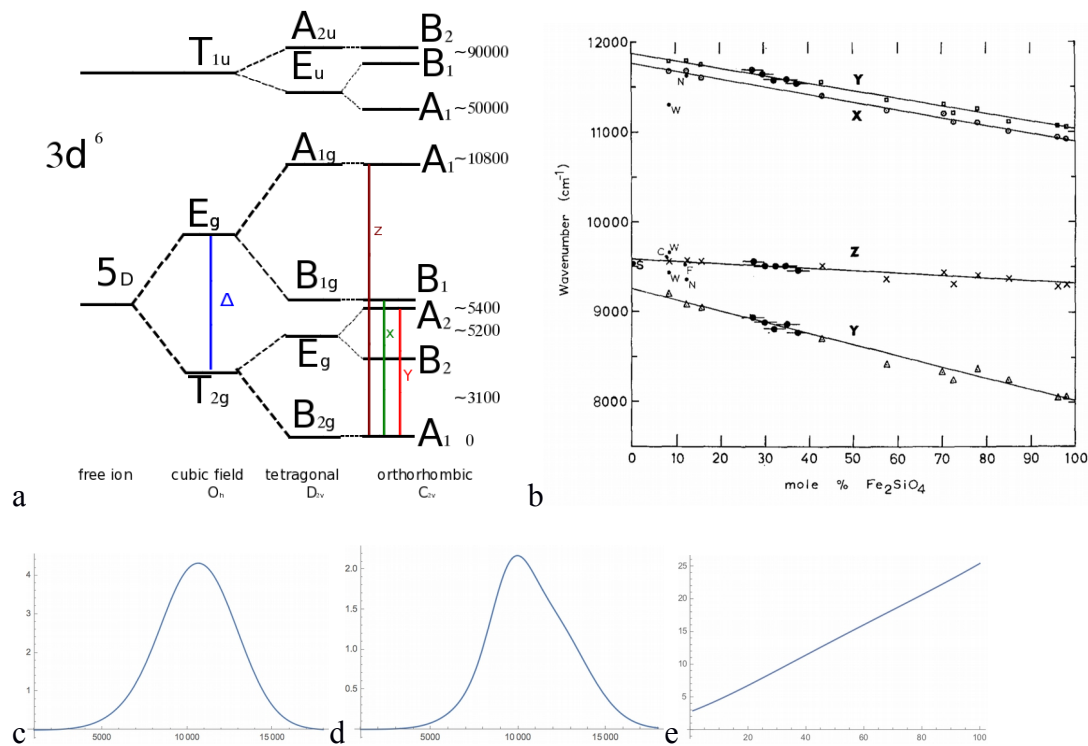 A2u
B2
~90000
T1u
Eu
B1
A1
~50000
3d 6
A1g
A1
~10800
Eg
z
5D
B1g
B1
Δ
~5400
A2
~5200
x
Eg
B2
Y
T2g
~3100
B2g
A1 0
free ion
cubic field
Oh
tetragonal
D2v
orthorhombic
C2v
a
12000
11000
10000
9000
8000
Wavenumber (cm-1)
Y
X
N
W
Z
S
C
W
F
W
N
Y
0 10 20 30 40 50 60 70 80 90 100
mole % Fe2SiO4
b
4
3
2
1
5000 10000 15000
c
2.0
1.5
1.0
0.5
5000 10000 15000
d
25
20
15
10
5
20 40 60 80 100
e